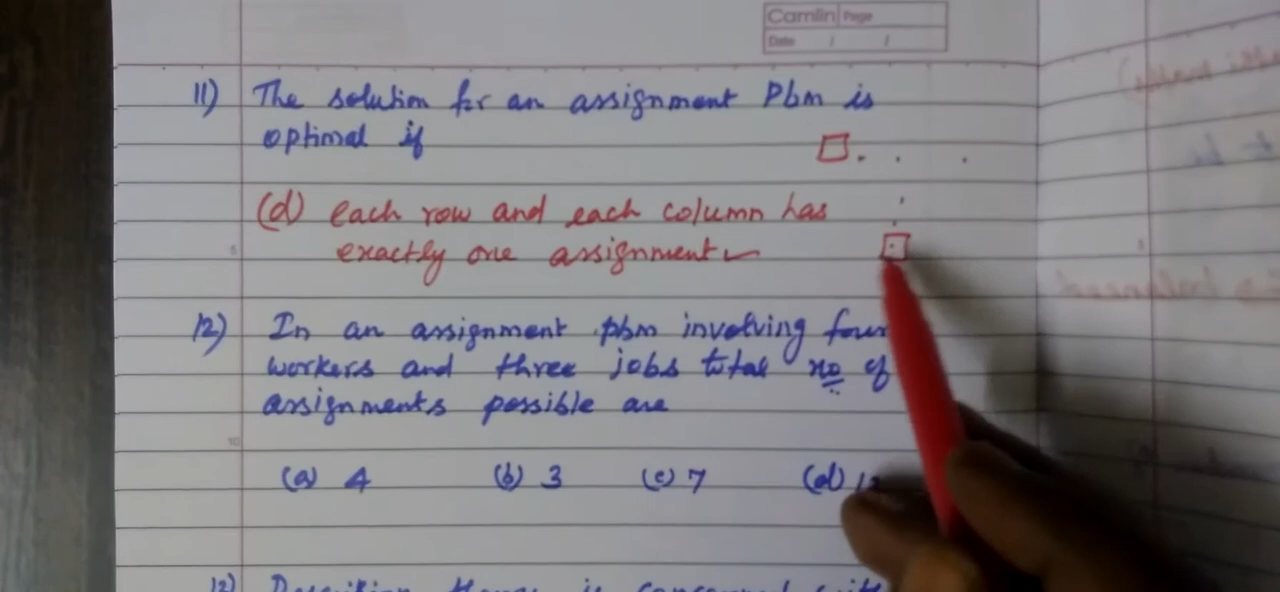 Camlin Page
Date / /
11) The solution for an assignment Pbm is
optimal if
(d) each row and each column has
exactly one assignment
12) In an assignment pbm involving four
workers and three jobs total no of
assignments possible are
(a) 4 (b) 3 (c) 7 (d)